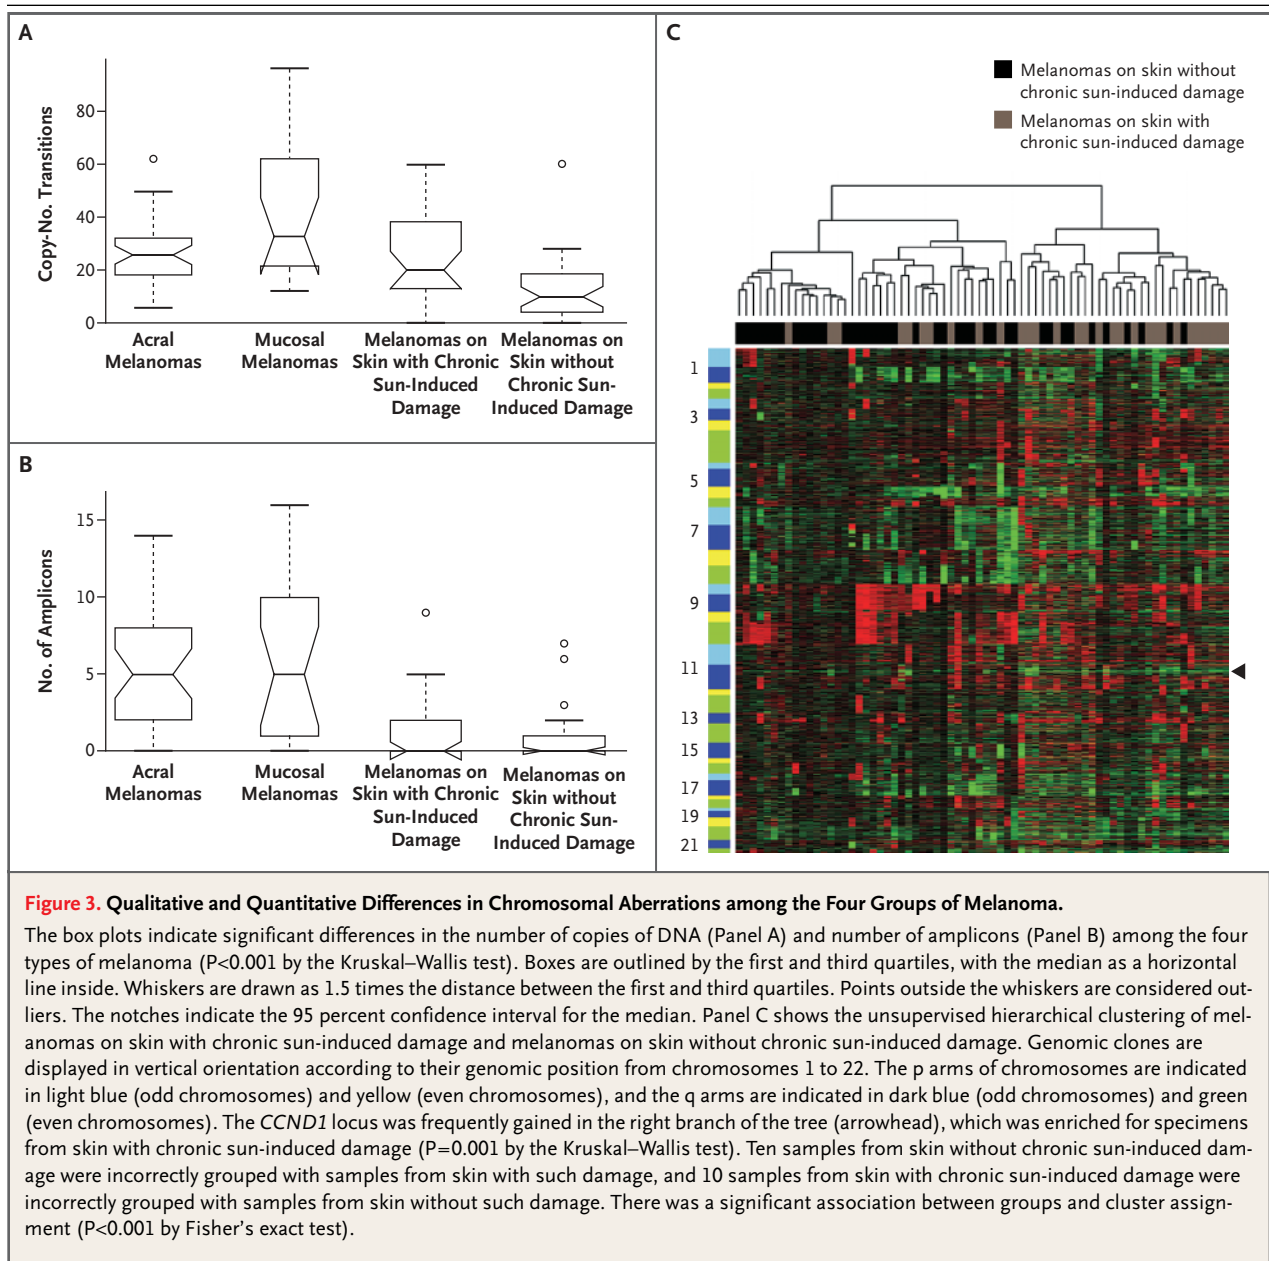 A
Copy-No. Transitions
80
60
40
20
0
Acral
Melanomas
Mucosal
Melanomas
Melanomas on
Skin with Chronic
Sun-Induced
Damage
Melanomas on
Skin without
Chronic Sun-
Induced Damage
B
No. of Amplicons
15
10
5
0
Acral
Melanomas
Mucosal
Melanomas
Melanomas on
Skin with Chronic
Sun-Induced
Damage
Melanomas on
Skin without
Chronic Sun-
Induced Damage
C
Melanomas on skin without
chronic sun-induced damage
Melanomas on skin with
chronic sun-induced damage
1
3
5
7
9
11
13
15
17
19
21
Figure 3. Qualitative and Quantitative Differences in Chromosomal Aberrations among the Four Groups of Melanoma.
The box plots indicate significant differences in the number of copies of DNA (Panel A) and number of amplicons (Panel B) among the four
types of melanoma (P<0.001 by the Kruskal–Wallis test). Boxes are outlined by the first and third quartiles, with the median as a horizontal
line inside. Whiskers are drawn as 1.5 times the distance between the first and third quartiles. Points outside the whiskers are considered out-
liers. The notches indicate the 95 percent confidence interval for the median. Panel C shows the unsupervised hierarchical clustering of mel-
anomas on skin with chronic sun-induced damage and melanomas on skin without chronic sun-induced damage. Genomic clones are
displayed in vertical orientation according to their genomic position from chromosomes 1 to 22. The p arms of chromosomes are indicated
in light blue (odd chromosomes) and yellow (even chromosomes), and the q arms are indicated in dark blue (odd chromosomes) and green
(even chromosomes). The CCND1 locus was frequently gained in the right branch of the tree (arrowhead), which was enriched for specimens
from skin with chronic sun-induced damage (P=0.001 by the Kruskal–Wallis test). Ten samples from skin without chronic sun-induced dam-
age were incorrectly grouped with samples from skin with such damage, and 10 samples from skin with chronic sun-induced damage were
incorrectly grouped with samples from skin without such damage. There was a significant association between groups and cluster assign-
ment (P<0.001 by Fisher's exact test).